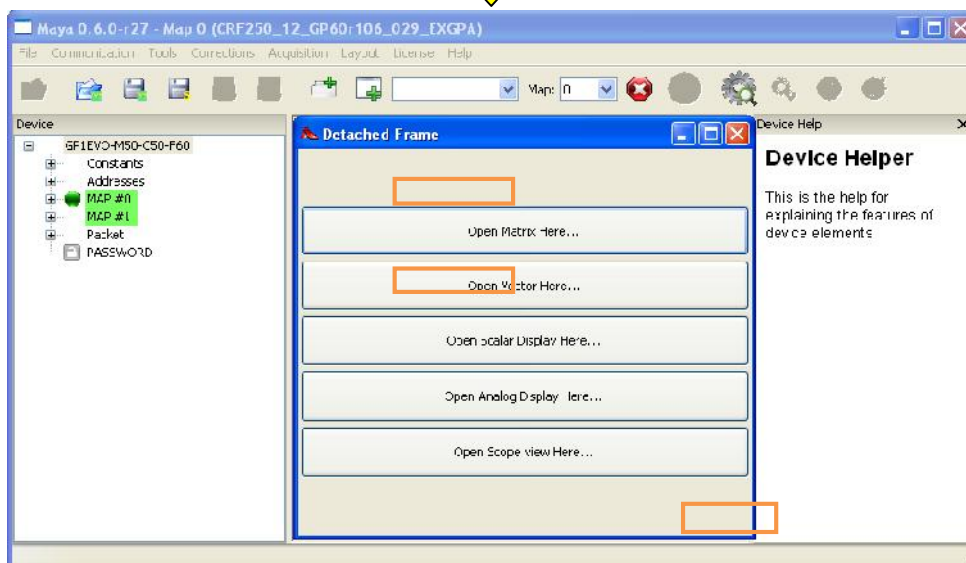 Maya 0.6.0-r27 - Map 0 (CRF250_12_GP60r106_029_EXGPA)
File Communication Tools Corrections Acquisition Layout License Help
Map: 0
Device
Detached Frame
Device Help
GF1EVO-M50-C50-F60
Constants
Addresses
MAP #0
MAP #1
Packet
PASSWORD
Open Matrix Here...
Open Vector Here...
Open Scalar Display Here...
Open Analog Display Here...
Open Scope view Here...
Device Helper
This is the help for
explaining the features of
device elements